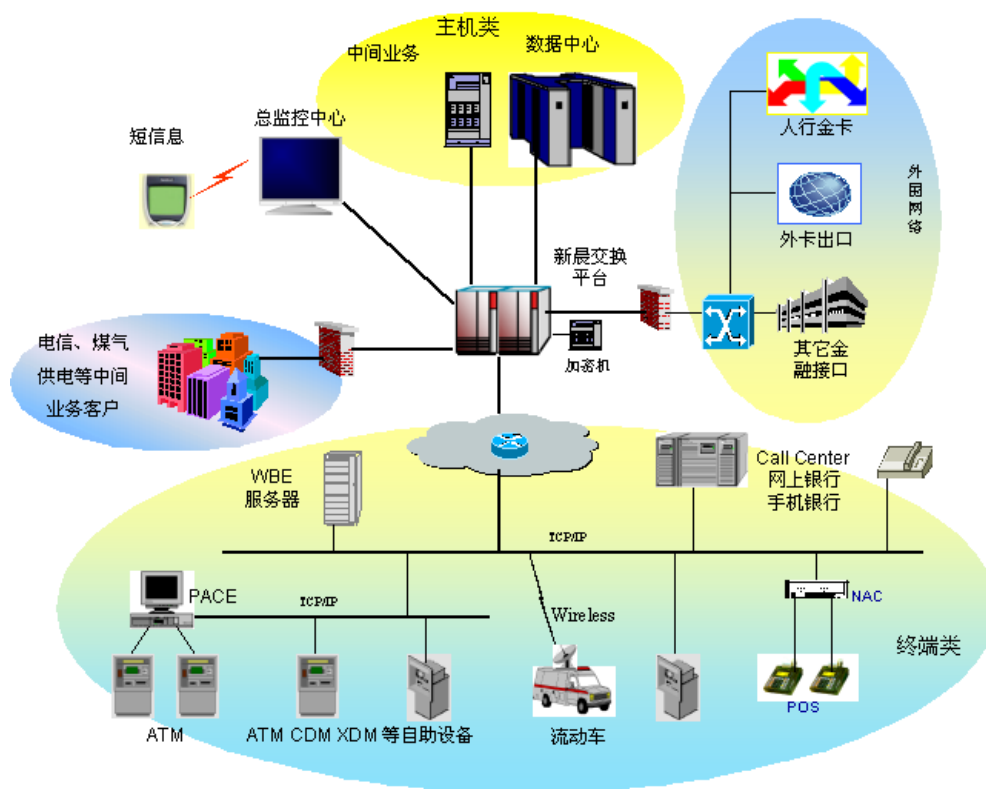 主机类
中间业务
数据中心
总监控中心
短信息
人行金卡
外卡出口
外国网络
新晨交换
平台
其它金
融接口
加密机
电信、煤气
供电等中间
业务客户
WBE
服务器
Call Center
网上银行
手机银行
TCP/IP
PACE
TCP/IP
Wireless
NAC
终端类
POS
ATM
ATM CDM XDM 等自助设备
流动车